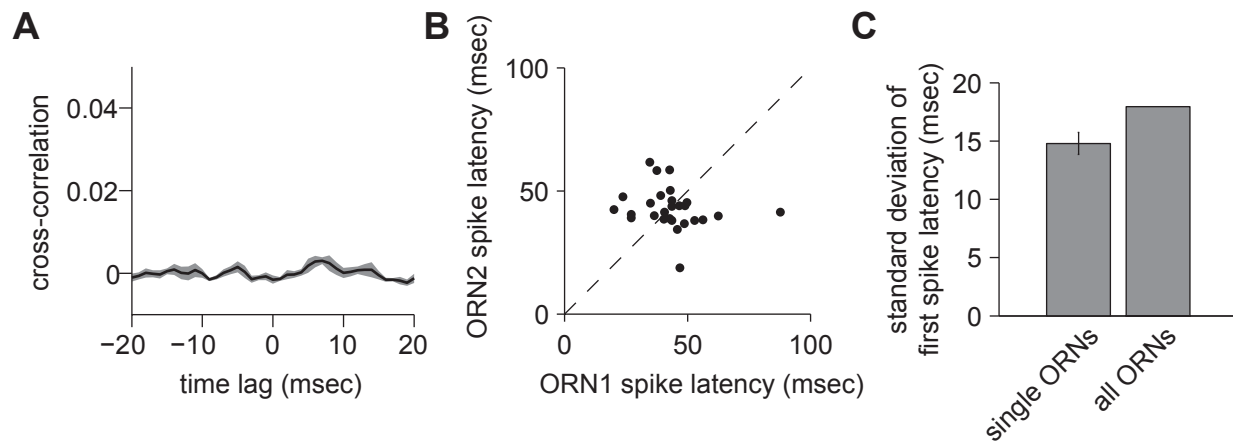 A
cross-correlation
0.04
0.02
0
−20
−10
0
10
20
time lag (msec)
B
ORN2 spike latency (msec)
100
50
0
0
50
100
ORN1 spike latency (msec)
C
standard deviation of
first spike latency (msec)
20
15
10
5
0
single ORNs
all ORNs